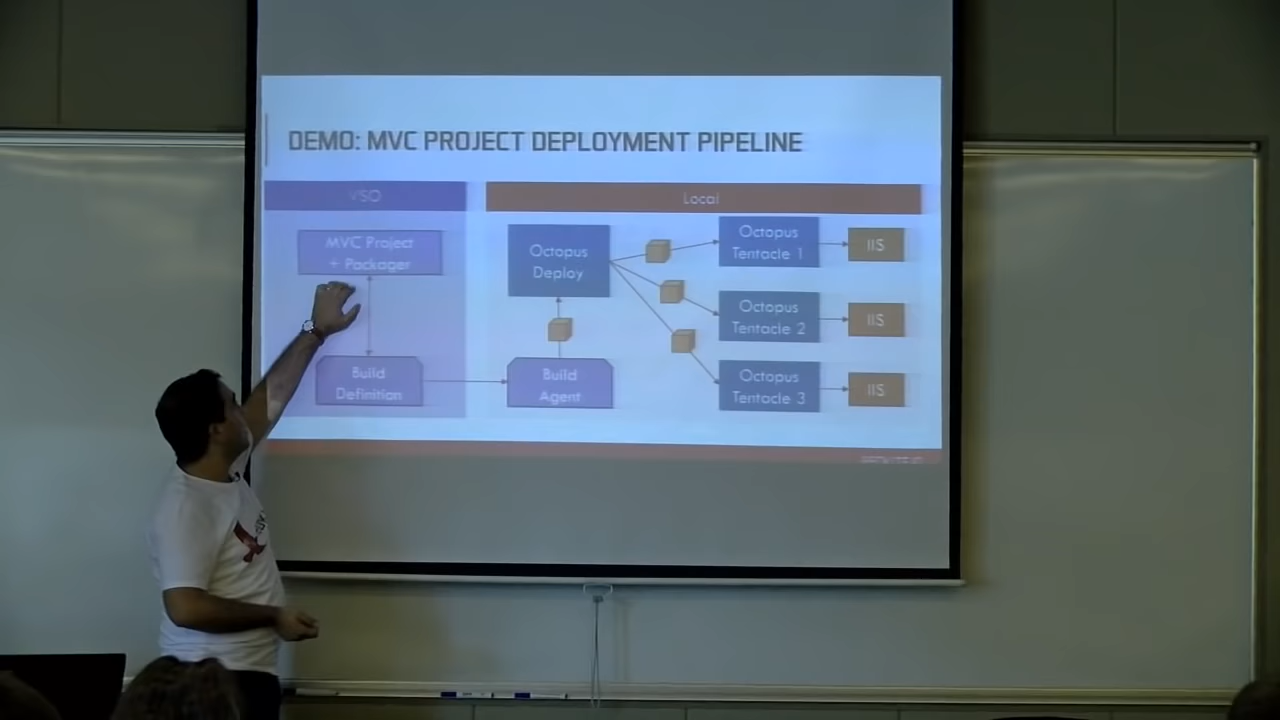 DEMO: MVC PROJECT DEPLOYMENT PIPELINE
VSO
Local
MVC Project
+ Packager
Build
Definition
Octopus
Deploy
Build
Agent
Octopus
Tentacle 1
IIS
Octopus
Tentacle 2
IIS
Octopus
Tentacle 3
IIS